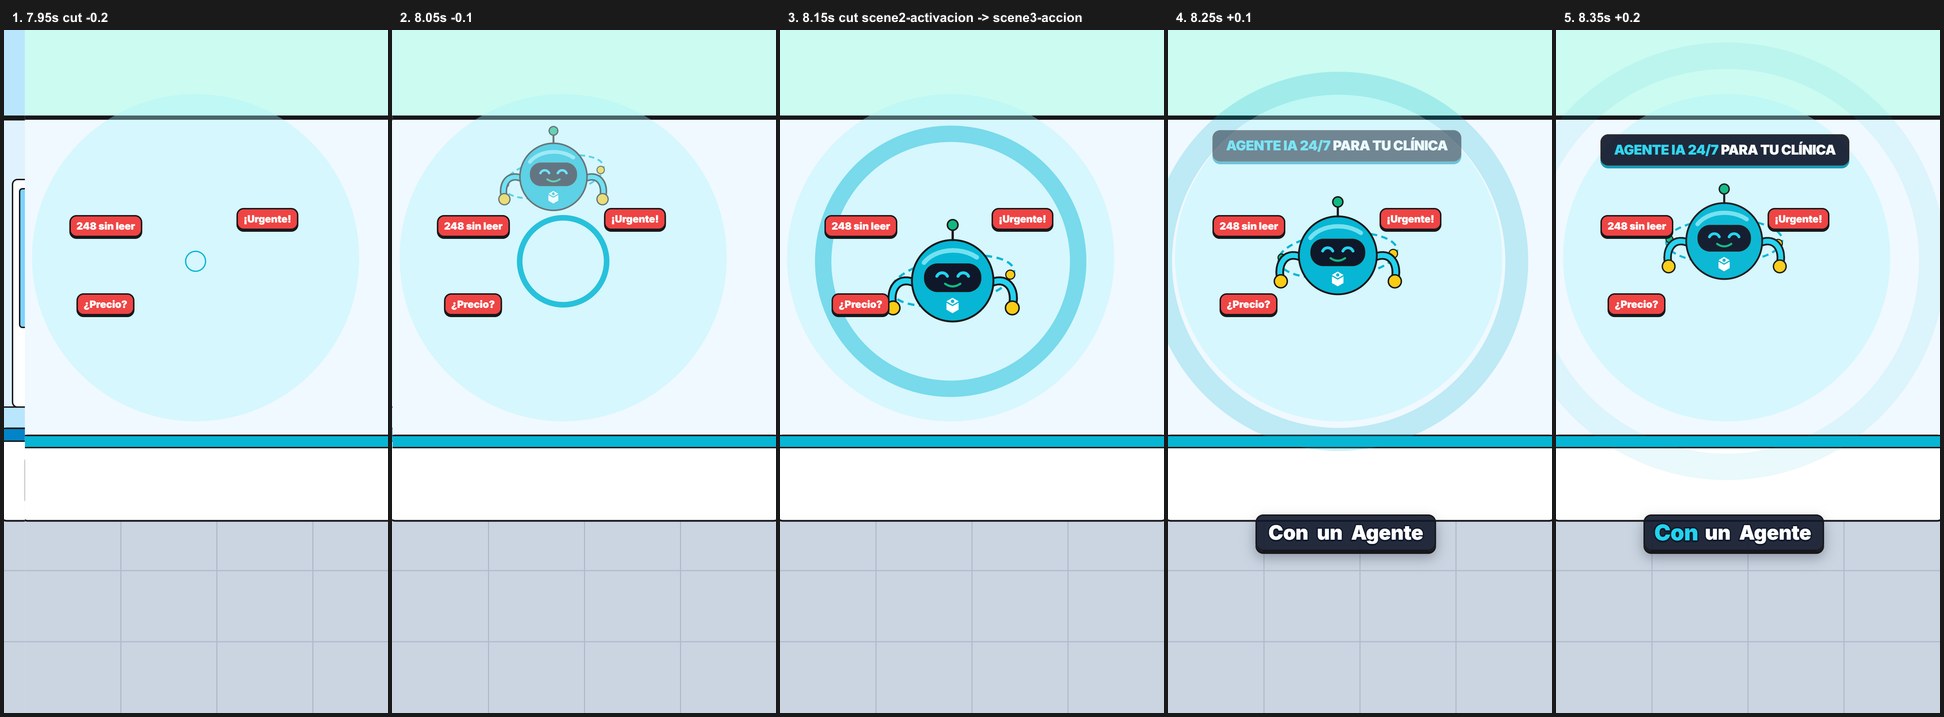 1. 7.95s cut -0.2
248 sin leer
¡Urgente!
¿Precio?
2. 8.05s -0.1
248 sin leer
¡Urgente!
¿Precio?
3. 8.15s cut scene2-activacion -> scene3-accion
248 sin leer
¡Urgente!
¿Precio?
4. 8.25s +0.1
AGENTE IA 24/7 PARA TU CLÍNICA
248 sin leer
¡Urgente!
¿Precio?
Con un Agente
5. 8.35s +0.2
AGENTE IA 24/7 PARA TU CLÍNICA
248 sin leer
¡Urgente!
¿Precio?
Con un Agente